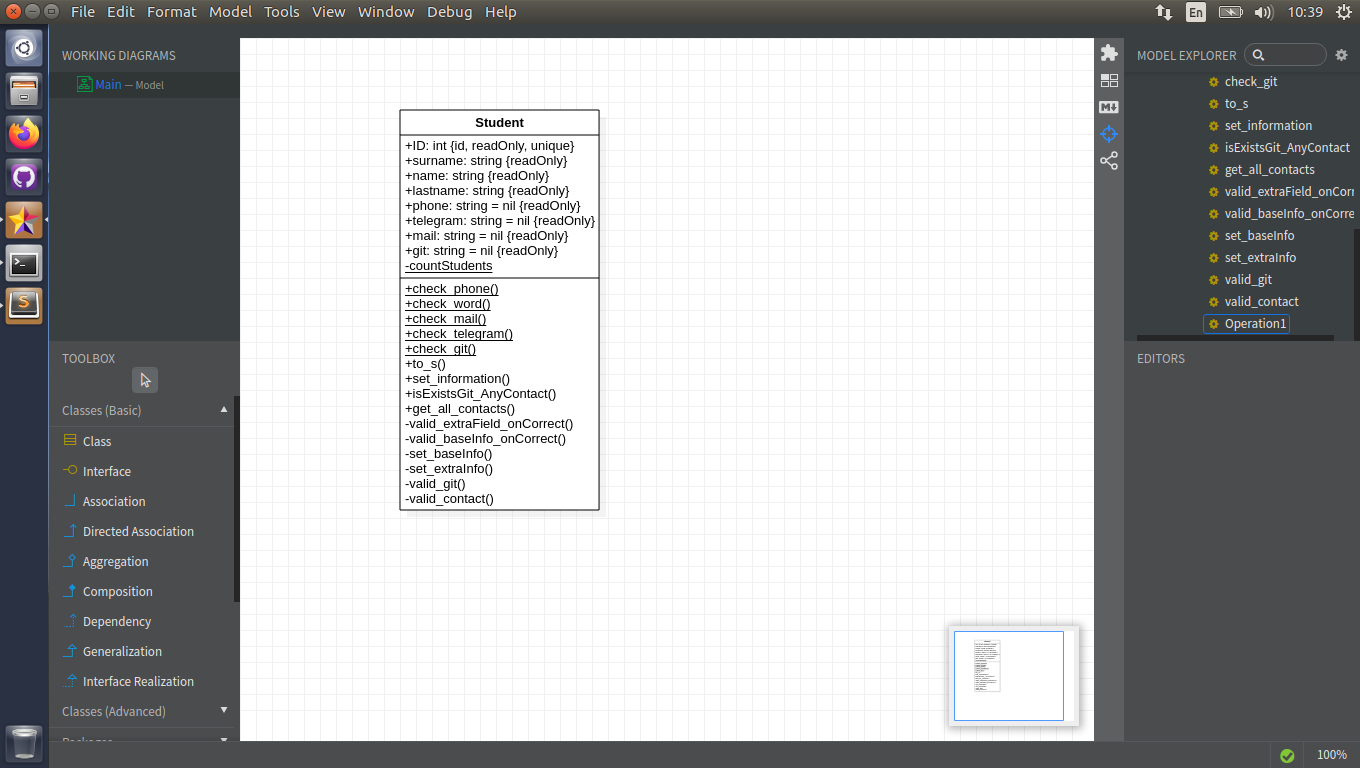 File Edit Format Model Tools View Window Debug Help
En
10:39
WORKING DIAGRAMS
Main — Model
TOOLBOX
Classes (Basic)
Class
Interface
Association
Directed Association
Aggregation
Composition
Dependency
Generalization
Interface Realization
Classes (Advanced)
Student
+ID: int {id, readOnly, unique}
+surname: string {readOnly}
+name: string {readOnly}
+lastname: string {readOnly}
+phone: string = nil {readOnly}
+telegram: string = nil {readOnly}
+mail: string = nil {readOnly}
+git: string = nil {readOnly}
-countStudents
+check_phone()
+check_word()
+check_mail()
+check_telegram()
+check_git()
+to_s()
+set_information()
+isExistsGit_AnyContact()
+get_all_contacts()
-valid_extraField_onCorrect()
-valid_baseInfo_onCorrect()
-set_baseInfo()
-set_extraInfo()
-valid_git()
-valid_contact()
MODEL EXPLORER
check_git
to_s
set_information
isExistsGit_AnyContact
get_all_contacts
valid_extraField_onCorr
valid_baseInfo_onCorre
set_baseInfo
set_extraInfo
valid_git
valid_contact
Operation1
EDITORS
100%